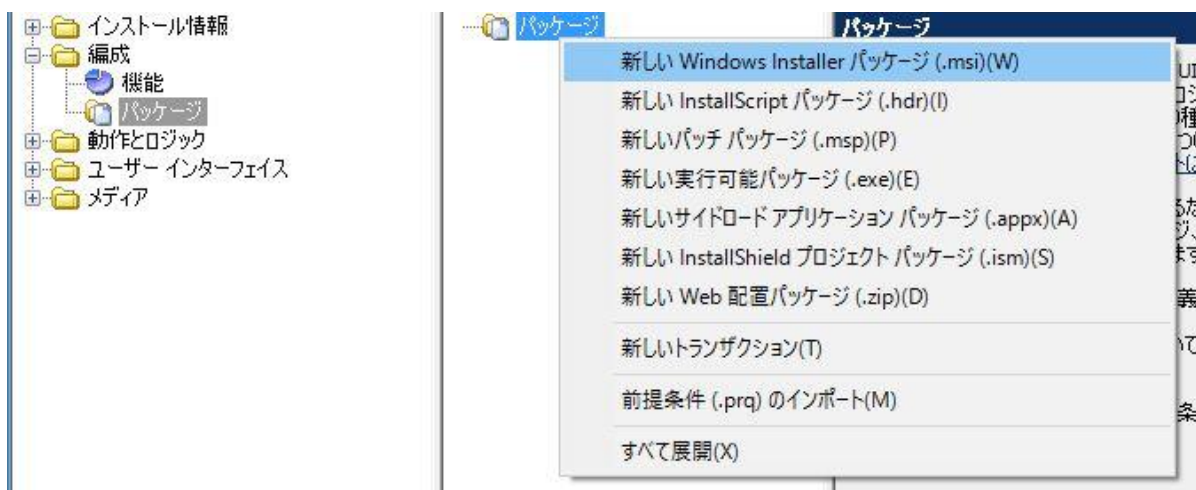 インストール情報
編成
機能
パッケージ
動作とロジック
ユーザー インターフェイス
メディア
パッケージ
パッケージ
新しい Windows Installer パッケージ (.msi)(W)
新しい InstallScript パッケージ (.hdr)(I)
新しいパッチ パッケージ (.msp)(P)
新しい実行可能パッケージ (.exe)(E)
新しいサイドロード アプリケーション パッケージ (.appx)(A)
新しい InstallShield プロジェクト パッケージ (.ism)(S)
新しい Web 配置パッケージ (.zip)(D)
新しいトランザクション(T)
前提条件 (.prq) のインポート(M)
すべて展開(X)